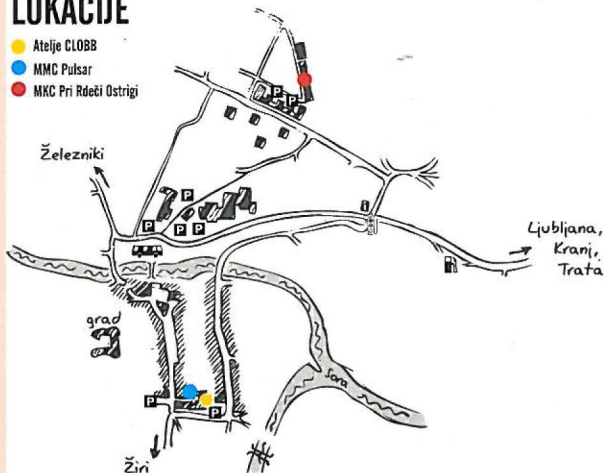 LOKACIJE
Atelje CLOBB
MMC Pulsar
MKC Pri Rdeči Ostrigi
P P
Železniki
P
P
P P
i
Ljubljana,
Kranj,
Trata
grad
Sora
P
P
Žiri